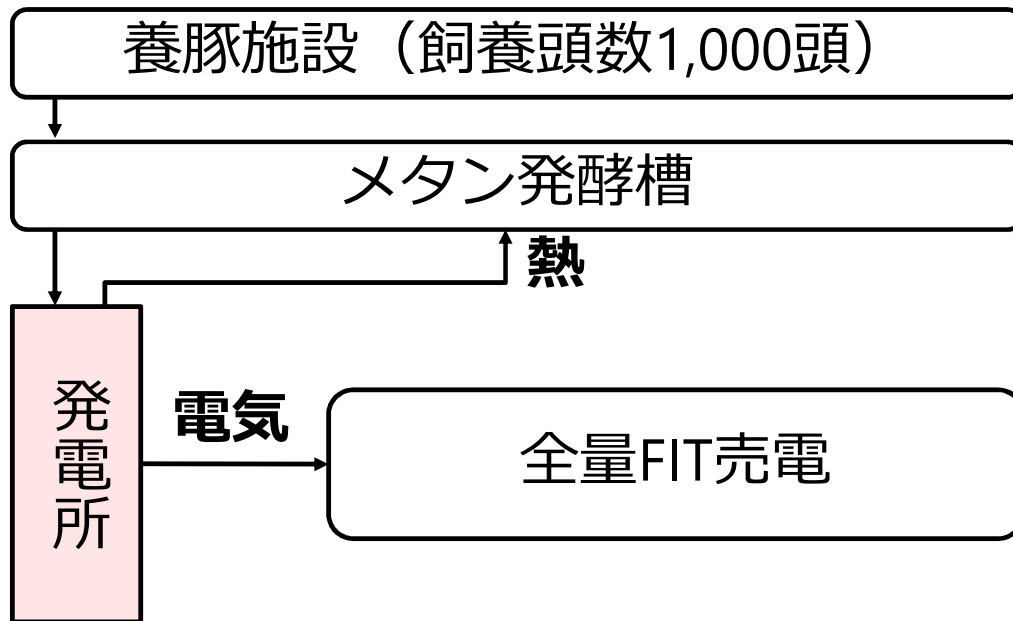 養豚施設（飼養頭数1,000頭）
メタン発酵槽
熱
発電所
電気
全量FIT売電